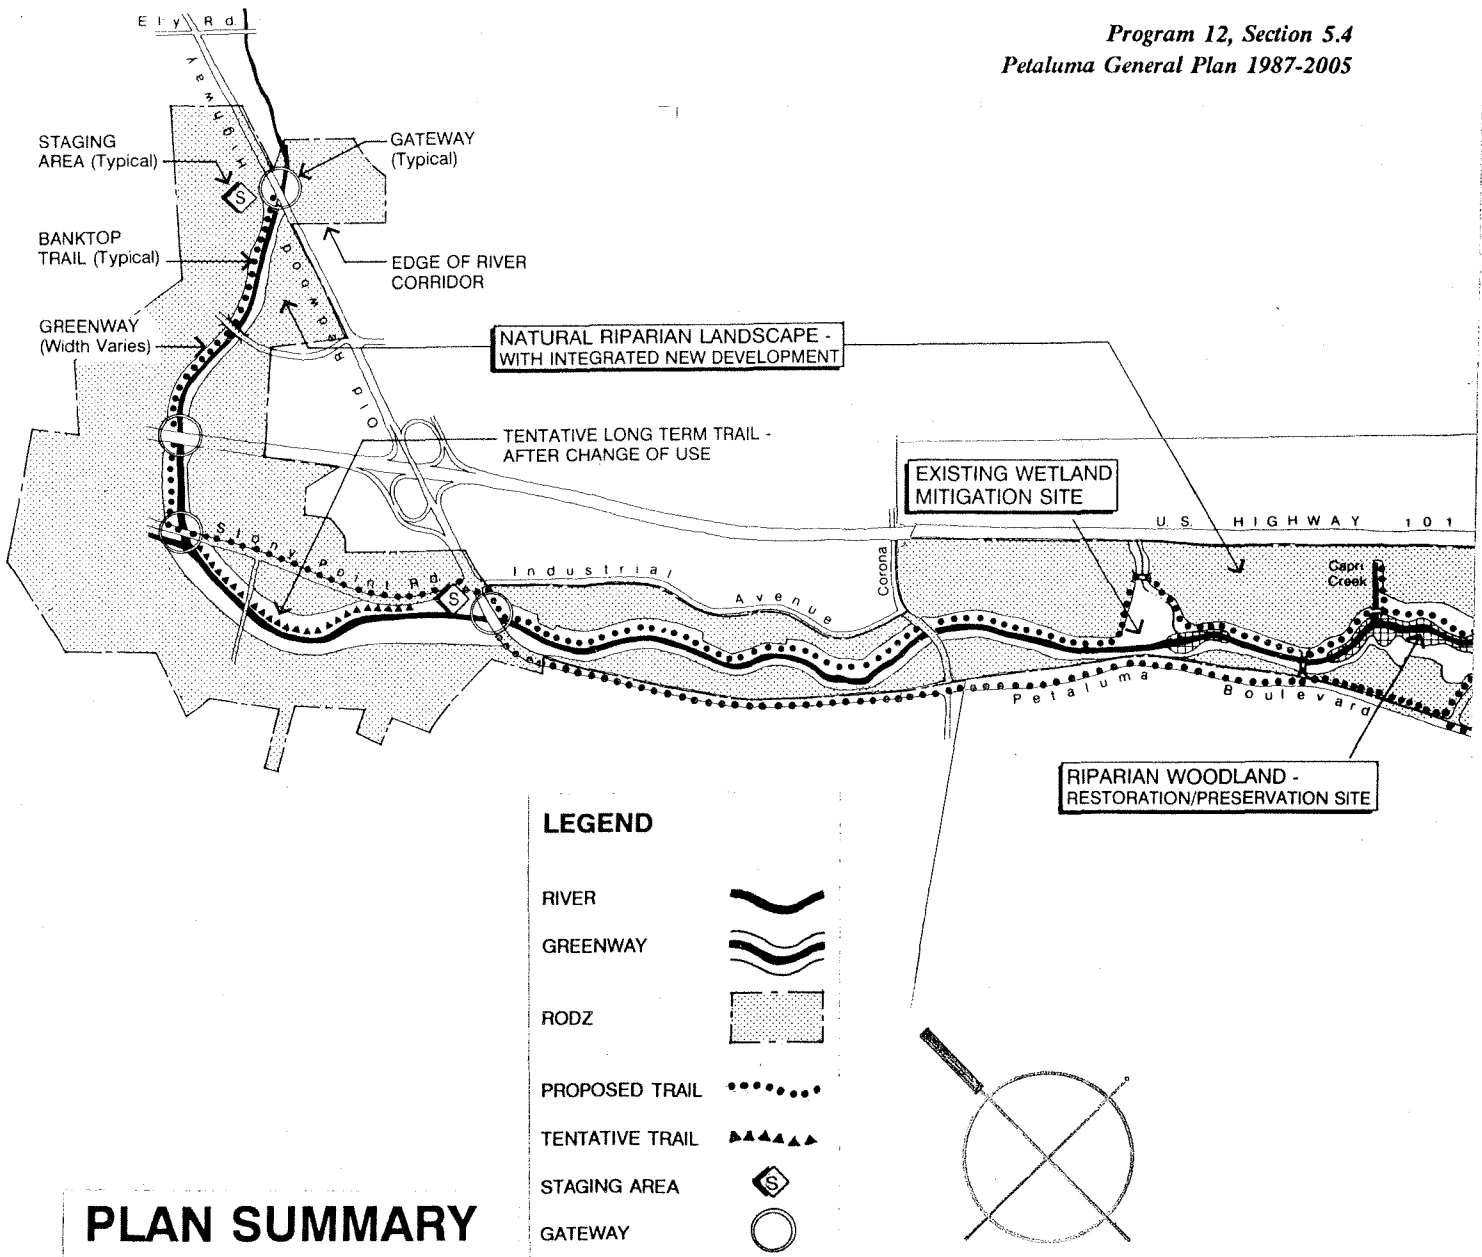 Program 12, Section 5.4
Petaluma General Plan 1987-2005
Ely Rd.
Old Redwood Highway
STAGING
AREA (Typical)
S
GATEWAY
(Typical)
BANKTOP
TRAIL (Typical)
EDGE OF RIVER
CORRIDOR
GREENWAY
(Width Varies)
NATURAL RIPARIAN LANDSCAPE -
WITH INTEGRATED NEW DEVELOPMENT
TENTATIVE LONG TERM TRAIL -
AFTER CHANGE OF USE
EXISTING WETLAND
MITIGATION SITE
U.S. HIGHWAY 101
Stony Point Rd.
S
Industrial Avenue
Corona
Capri
Creek
Petaluma Boulevard
RIPARIAN WOODLAND -
RESTORATION/PRESERVATION SITE
LEGEND
RIVER
GREENWAY
RODZ
PROPOSED TRAIL
TENTATIVE TRAIL
STAGING AREA
S
GATEWAY
PLAN SUMMARY